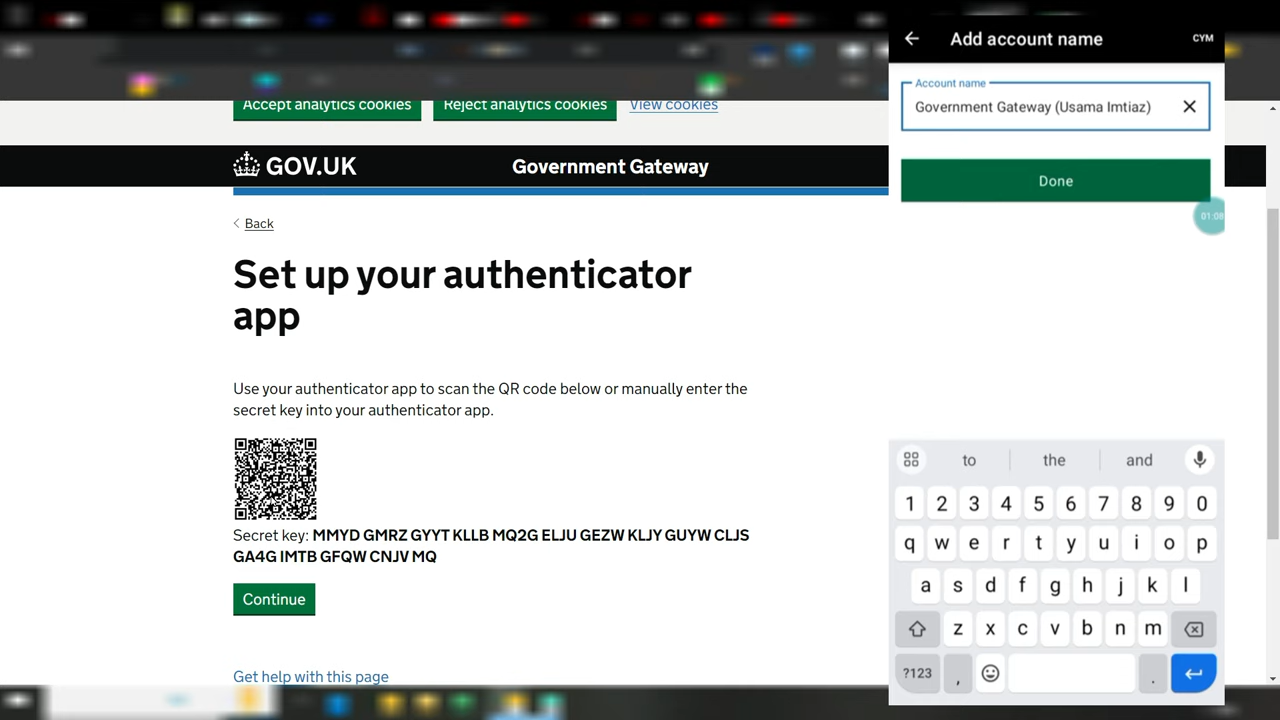 Accept analytics cookies
Reject analytics cookies
View cookies
GOV.UK
Government Gateway
Back
Set up your authenticator
app
Use your authenticator app to scan the QR code below or manually enter the
secret key into your authenticator app.
Secret key: MMYD GMRZ GYYT KLLB MQ2G ELJU GEZW KLJY GUYW CLJS
GA4G IMTB GFQW CNJV MQ
Continue
Get help with this page
Add account name
CYM
Account name
Government Gateway (Usama Imtiaz)
Done
01:08
to
the
and
1 2 3 4 5 6 7 8 9 0
q w e r t y u i o p
a s d f g h j k l
z x c v b n m
?123 , .